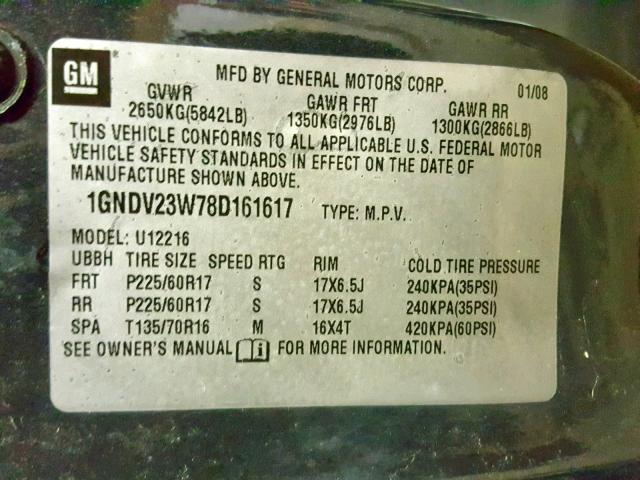 GM
MFD BY GENERAL MOTORS CORP. 01/08
GVWR GAWR FRT GAWR RR
2650KG(5842LB) 1350KG(2976LB) 1300KG(2866LB)
THIS VEHICLE CONFORMS TO ALL APPLICABLE U.S. FEDERAL MOTOR
VEHICLE SAFETY STANDARDS IN EFFECT ON THE DATE OF
MANUFACTURE SHOWN ABOVE.
1GNDV23W78D161617 TYPE: M.P.V.
MODEL: U12216
UBBH TIRE SIZE SPEED RTG RIM COLD TIRE PRESSURE
FRT P225/60R17 S 17X6.5J 240KPA(35PSI)
RR P225/60R17 S 17X6.5J 240KPA(35PSI)
SPA T135/70R16 M 16X4T 420KPA(60PSI)
SEE OWNER'S MANUAL i FOR MORE INFORMATION.